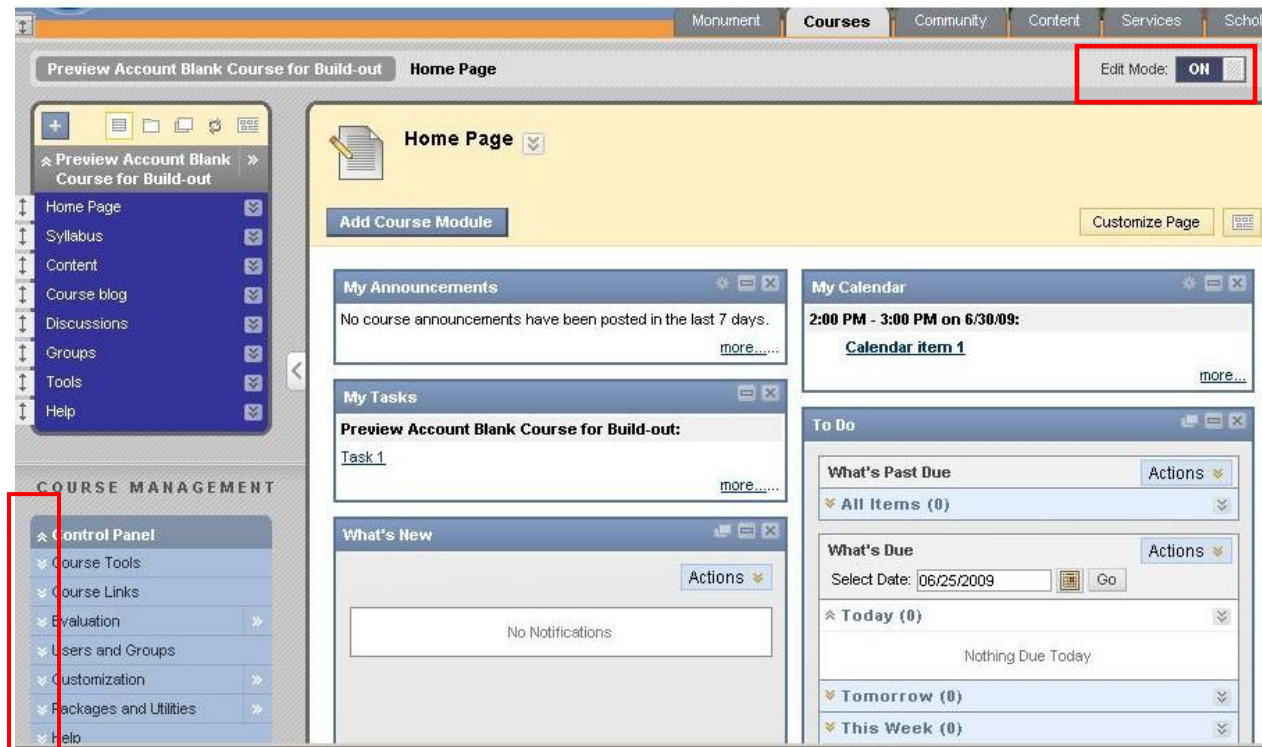 Monument Courses Community Content Services Schol
Preview Account Blank Course for Build-out Home Page
Edit Mode: ON
Preview Account Blank
Course for Build-out
Home Page
Syllabus
Content
Course blog
Discussions
Groups
Tools
Help
COURSE MANAGEMENT
Control Panel
Course Tools
Course Links
Evaluation
Users and Groups
Customization
Packages and Utilities
Help
Home Page
Add Course Module
Customize Page
My Announcements
No course announcements have been posted in the last 7 days.
more......
My Tasks
Preview Account Blank Course for Build-out:
Task 1
more......
What's New
Actions
No Notifications
My Calendar
2:00 PM - 3:00 PM on 6/30/09:
Calendar item 1
more...
To Do
What's Past Due Actions
All Items (0)
What's Due Actions
Select Date: 06/25/2009 Go
Today (0)
Nothing Due Today
Tomorrow (0)
This Week (0)